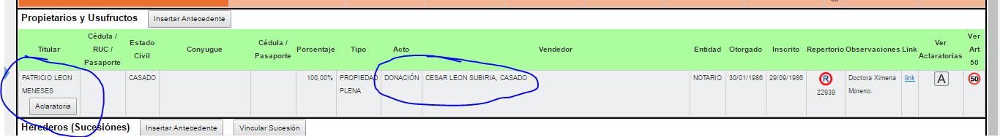 Propietarios y Usufructos Insertar Antecedente
Titular Cédula / RUC / Pasaporte Estado Civil Conyugue Cédula / Pasaporte Porcentaje Tipo Acto Vendedor Entidad Otorgado Inscrito Repertorio Observaciones Link Ver Aclaratorias Ver Art 50
PATRICIO LEON MENESES CASADO 100,00% PROPIEDAD PLENA DONACIÓN CESAR LEON SUBIRIA, CASADO NOTARIO 30/01/1986 29/09/1986 R 22939 Doctora Ximena Moreno. link A 50
Aclaratoria
Herederos (Sucesiónes) Insertar Antecedente Vincular Sucesión